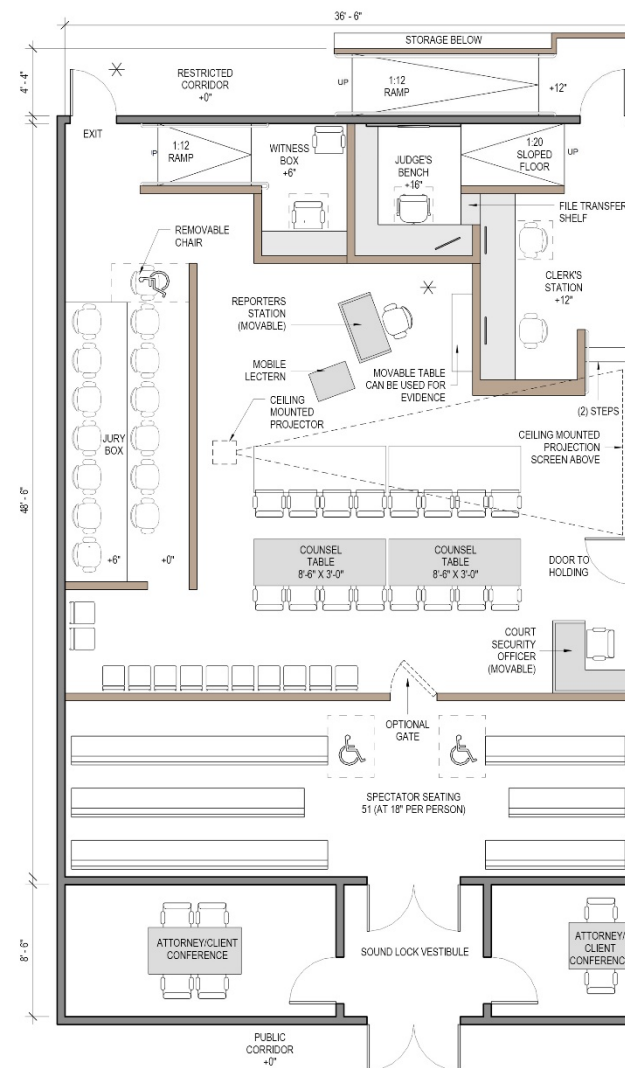 36' - 6"
STORAGE BELOW
4' - 4"
RESTRICTED
CORRIDOR
+0"
UP
1:12
RAMP
+12"
EXIT
1:12
RAMP
WITNESS
BOX
+6"
JUDGE'S
BENCH
+16"
1:20
SLOPED
FLOOR
UP
FILE TRANSFER
SHELF
REMOVABLE
CHAIR
CLERK'S
STATION
+12"
REPORTERS
STATION
(MOVABLE)
MOBILE
LECTERN
MOVABLE TABLE
CAN BE USED FOR
EVIDENCE
CEILING
MOUNTED
PROJECTOR
(2) STEPS
JURY
BOX
CEILING MOUNTED
PROJECTION
SCREEN ABOVE
48' - 6"
+6"
+0"
COUNSEL
TABLE
8'-6" X 3'-0"
COUNSEL
TABLE
8'-6" X 3'-0"
DOOR TO
HOLDING
COURT
SECURITY
OFFICER
(MOVABLE)
OPTIONAL
GATE
SPECTATOR SEATING
51 (AT 18" PER PERSON)
8' - 6"
ATTORNEY/CLIENT
CONFERENCE
SOUND LOCK VESTIBULE
ATTORNEY/
CLIENT
CONFERENCE
PUBLIC
CORRIDOR
+0"